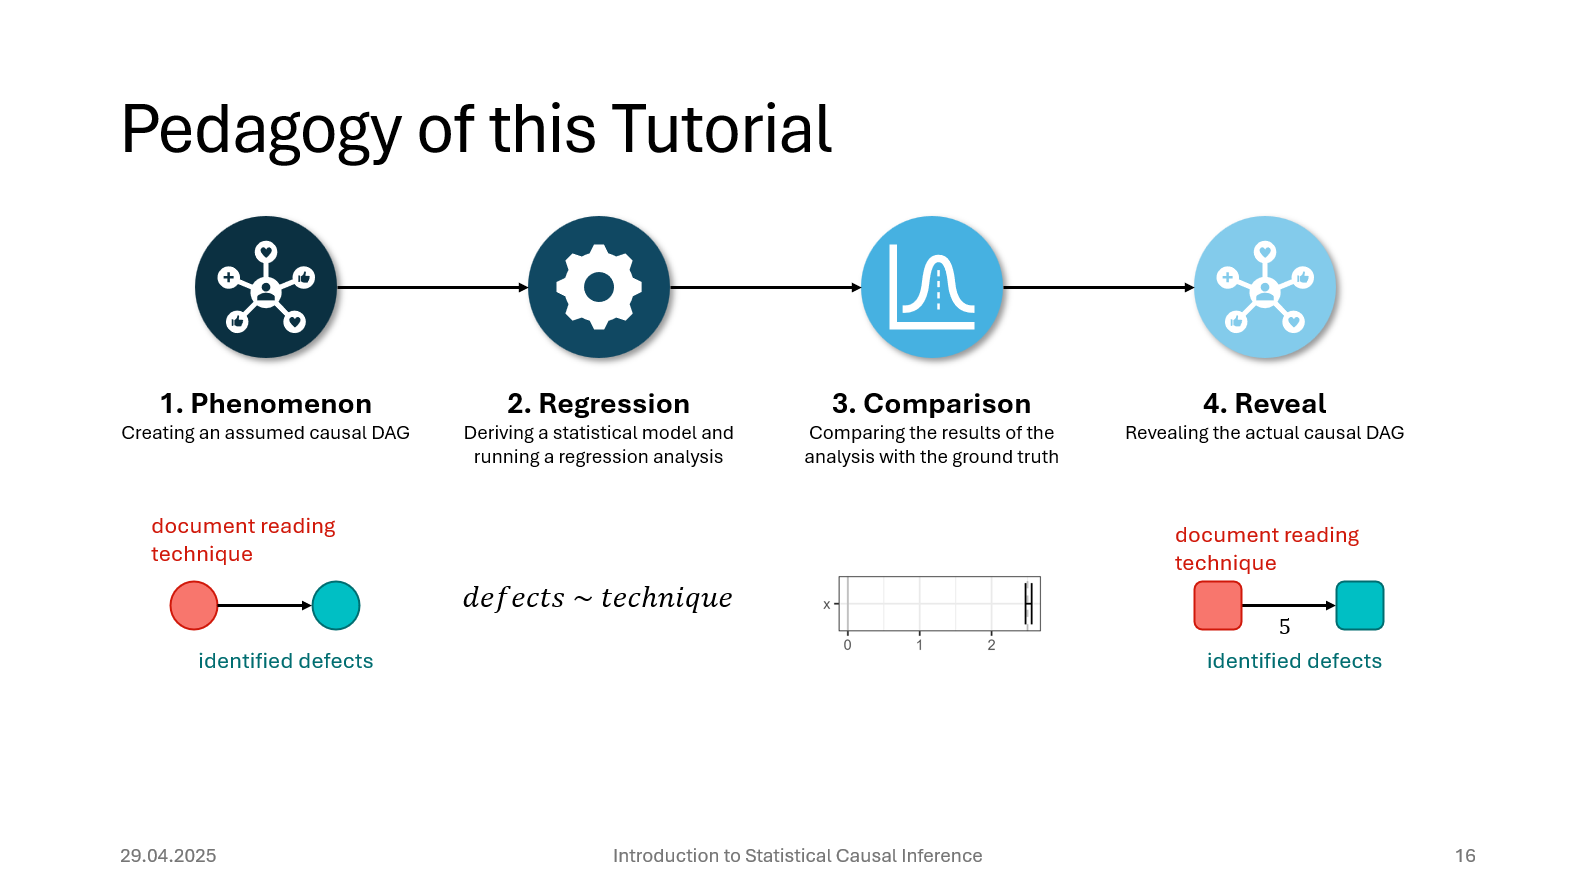 Pedagogy of this Tutorial
1. Phenomenon
Creating an assumed causal DAG
2. Regression
Deriving a statistical model and
running a regression analysis
3. Comparison
Comparing the results of the
analysis with the ground truth
4. Reveal
Revealing the actual causal DAG
document reading
technique
identified defects
defects ~ technique
x
0 1 2
document reading
technique
5
identified defects
29.04.2025
Introduction to Statistical Causal Inference
16